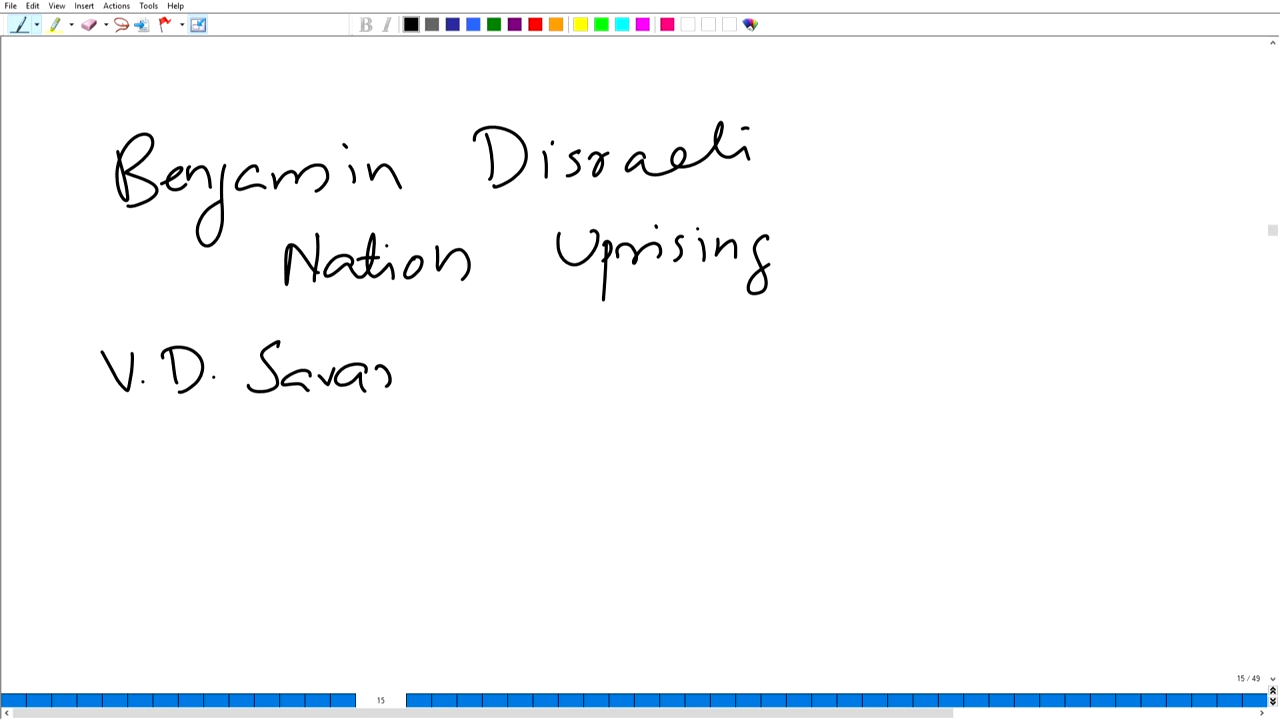 File Edit View Insert Actions Tools Help
B I
Benjamin Disraeli
Nation Uprising
V. D. Savar
15 / 49
15